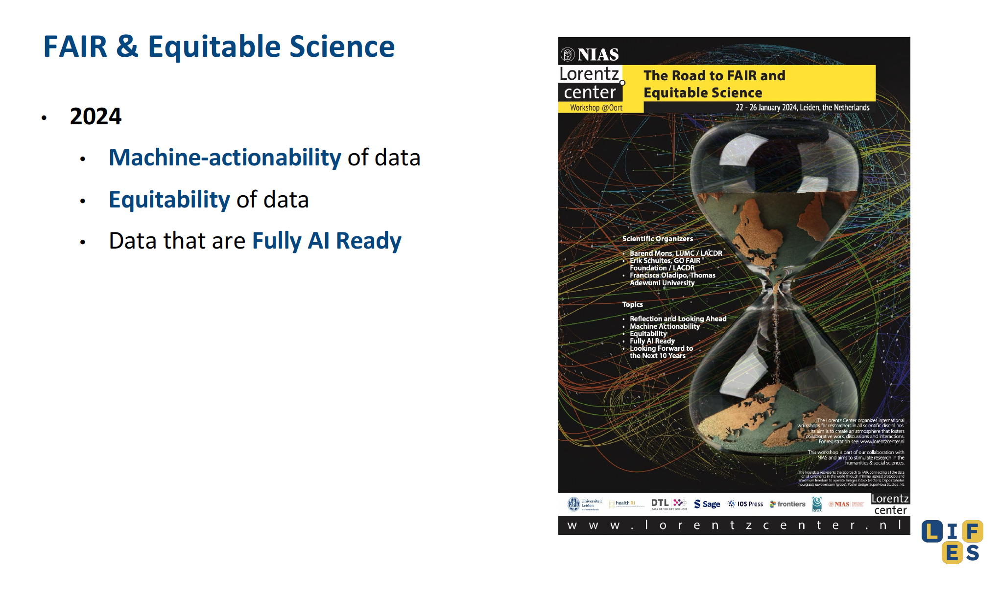 FAIR & Equitable Science
• 2024
• Machine-actionability of data
• Equitability of data
• Data that are Fully AI Ready
NIAS
Lorentz
center
Workshop @Oort
The Road to FAIR and
Equitable Science
22 - 26 January 2024, Leiden, the Netherlands
Scientific Organizers
• Barend Mons, LUMC / LACDR
• Erik Schultes, GO FAIR
Foundation / LACDR
• Francisca Oladipo, Thomas
Adewumi University
Topics
• Reflection and Looking Ahead
• Machine Actionability
• Equitability
• Fully AI Ready
• Looking Forward to
the Next 10 Years
The Lorentz Center organizes international
workshops for researchers in all scientific disciplines.
Its aim is to create an atmosphere that fosters
collaborative work, discussions and interactions.
For registration see: www.lorentzcenter.nl
This workshop is part of our collaboration with
NIAS and aims to stimulate research in the
humanities & social sciences.
The hourglass represents the approach to FAIR, connecting all the data
on all continents in the world through minimal agreed protocols and
maximum freedom to operate. Images: iStock (vectors), Depositphotos
(hourglass), rawpixel.com (globe). Poster design: SuperNova Studios . NL
Universiteit
Leiden
The Netherlands
health RI
DTL
DATA DRIVEN LIFE SCIENCES
Sage
IOS Press
frontiers
NWO
NIAS
Lorentz
center
www.lorentzcenter.nl
LIF
ES